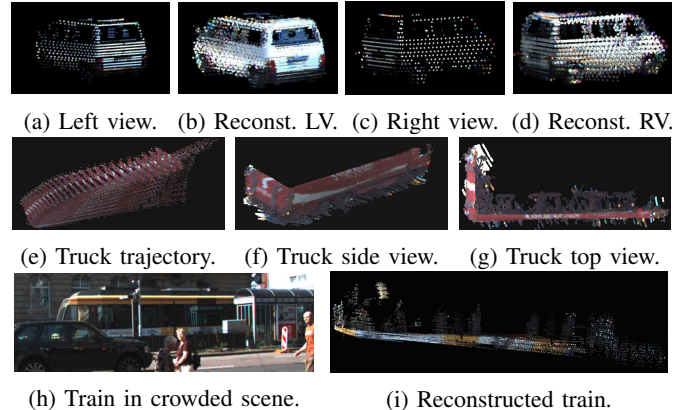 (a) Left view. (b) Reconst. LV. (c) Right view. (d) Reconst. RV.
(e) Truck trajectory. (f) Truck side view. (g) Truck top view.
(h) Train in crowded scene. (i) Reconstructed train.